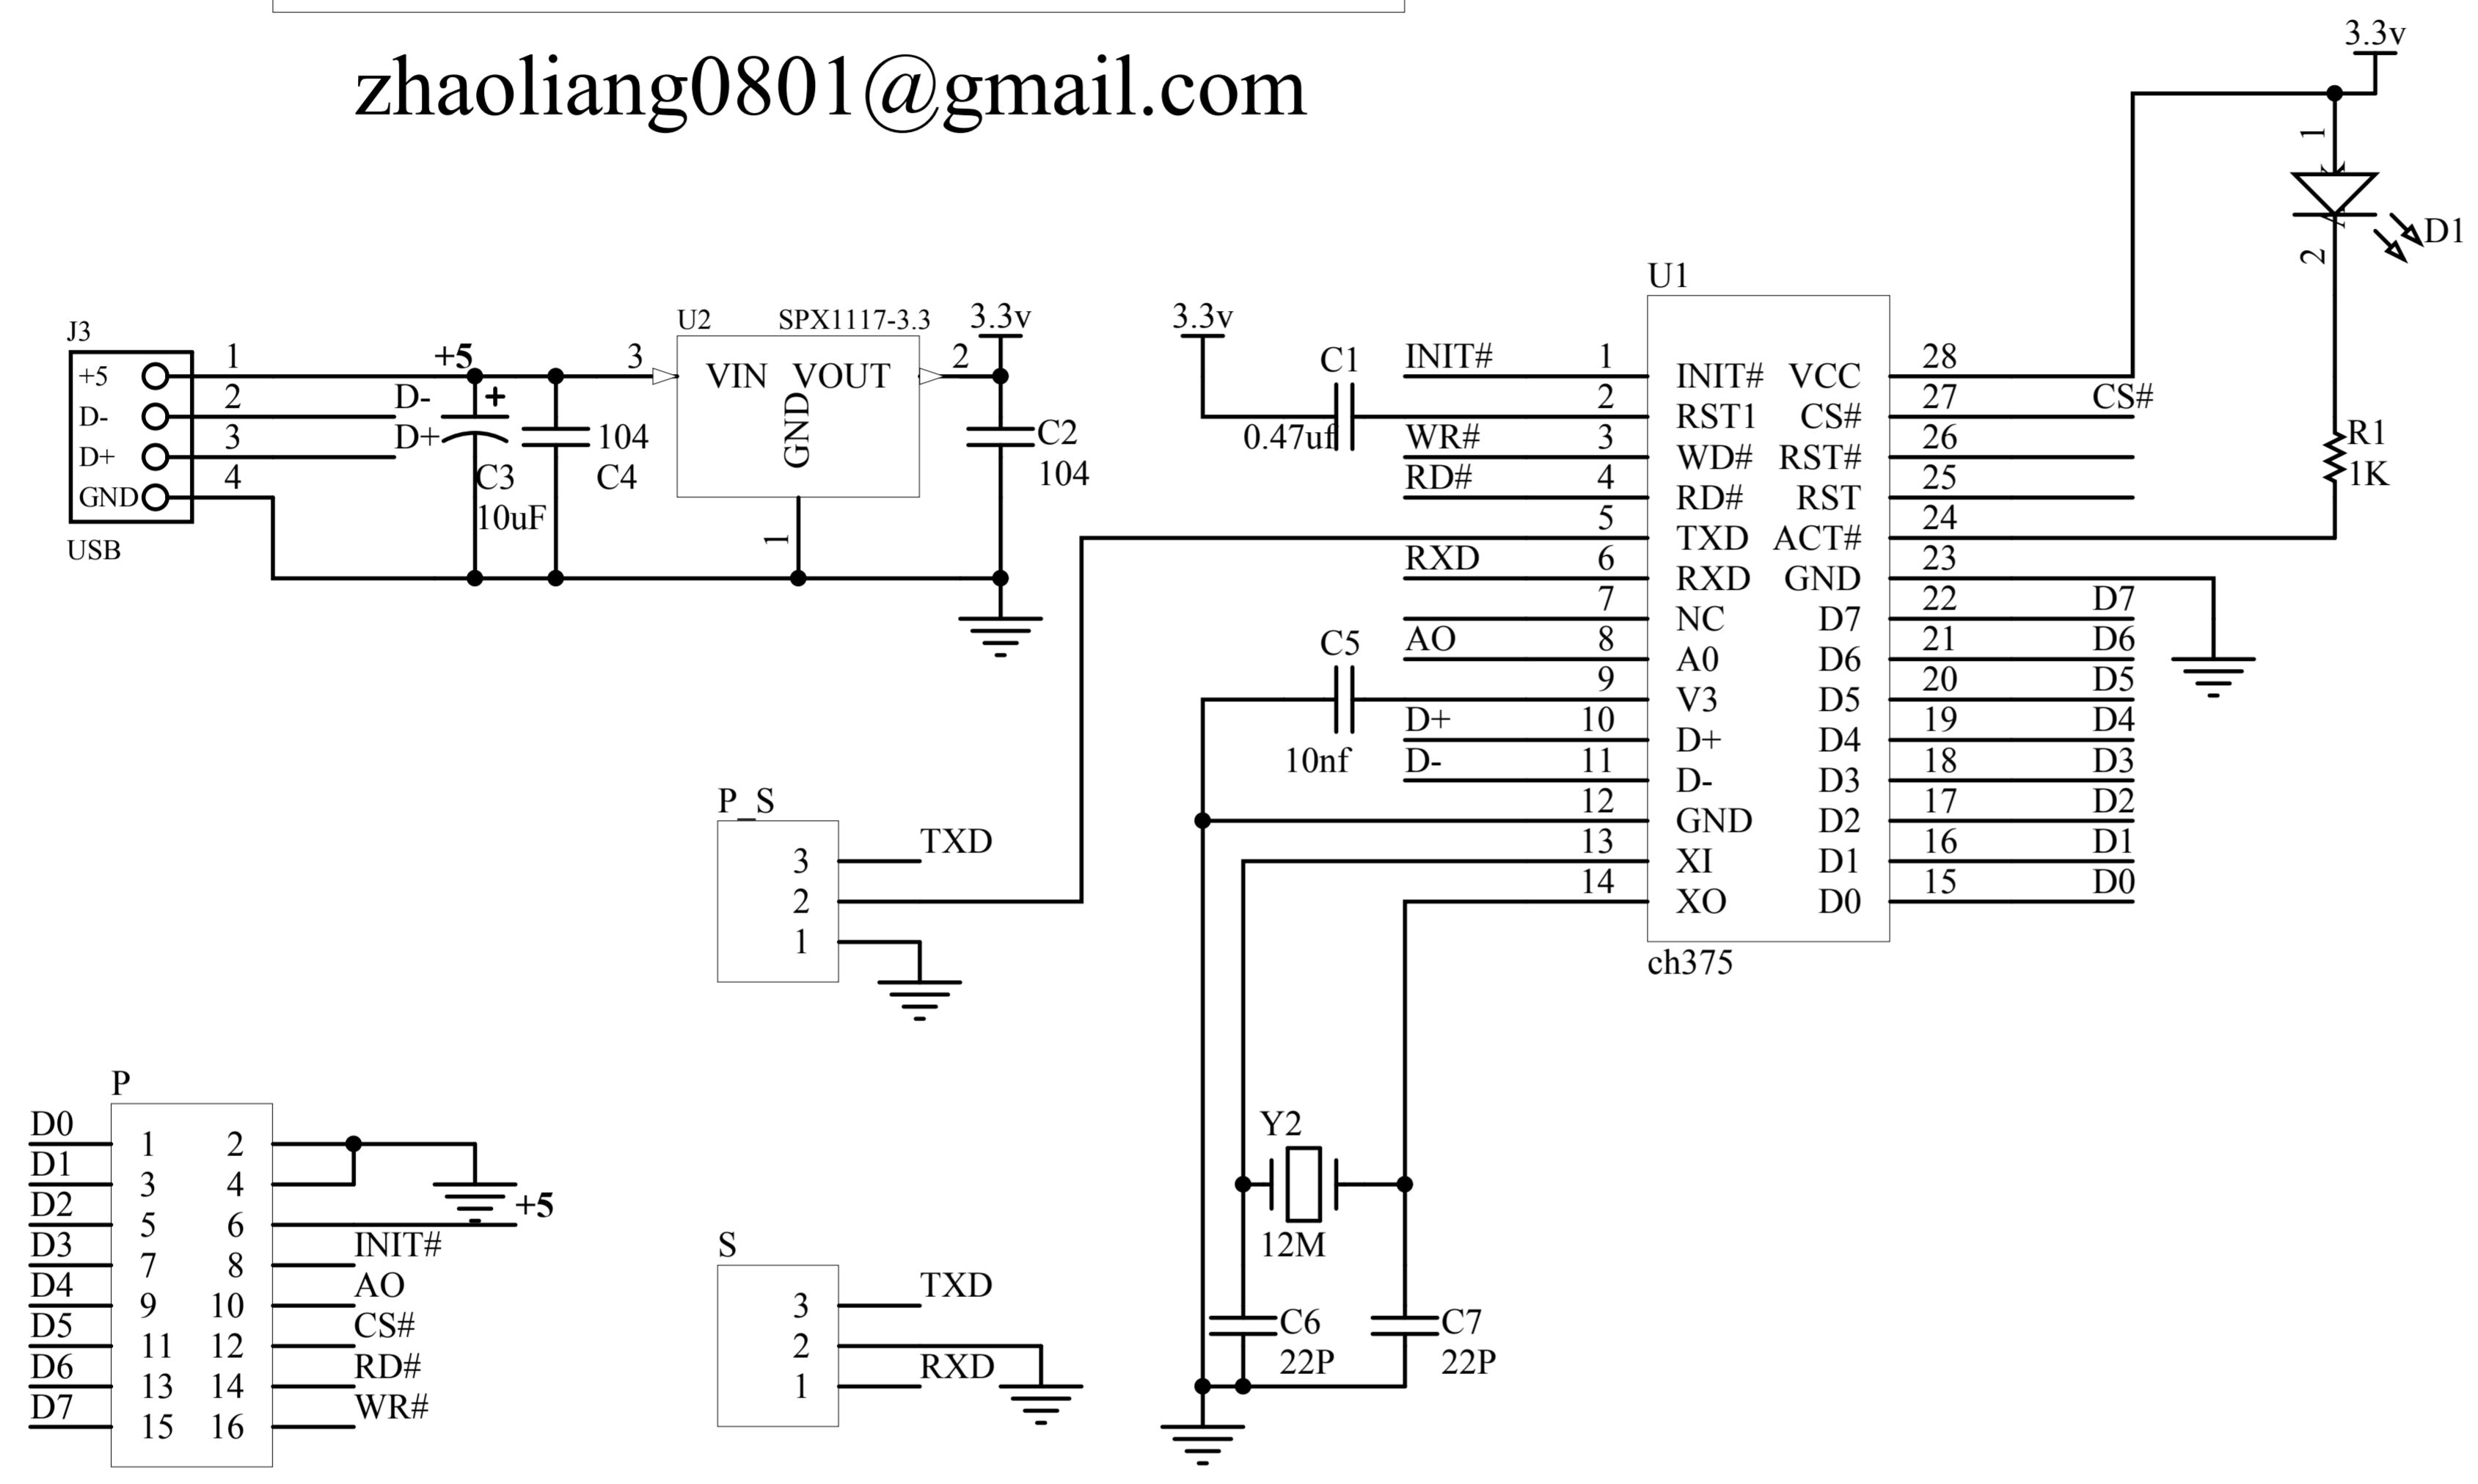 zhaoliang0801@gmail.com
3.3v
1
K
A
2
D1
R1
1K
J3
+5
D-
D+
GND
USB
1
2
3
4
+5
D-
D+
+
C3
10uF
104
C4
U2
SPX1117-3.3
3
VIN
VOUT
GND
2
1
3.3v
C2
104
3.3v
C1
0.47uf
INIT#
WR#
RD#
RXD
AO
C5
10nf
D+
D-
U1
1 INIT# VCC 28
2 RST1 CS# 27 CS#
3 WD# RST# 26
4 RD# RST 25
5 TXD ACT# 24
6 RXD GND 23
7 NC D7 22 D7
8 A0 D6 21 D6
9 V3 D5 20 D5
10 D+ D4 19 D4
11 D- D3 18 D3
12 GND D2 17 D2
13 XI D1 16 D1
14 XO D0 15 D0
ch375
P_S
3 TXD
2
1
P
D0 1 2
D1 3 4
D2 5 6 +5
D3 7 8 INIT#
D4 9 10 AO
D5 11 12 CS#
D6 13 14 RD#
D7 15 16 WR#
S
3 TXD
2
1 RXD
Y2
12M
C6
22P
C7
22P